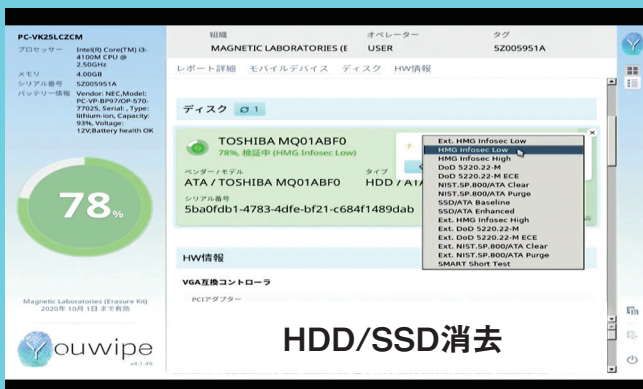 PC-VK25LCZCM
プロセッサー Intel(R) Core(TM) i3-4100M CPU @ 2.50GHz
メモリ 4.00GB
シリアル番号 5Z005951A
バッテリー情報 Vendor: NEC,Model: PC-VP-BP97/OP-570-77025, Serial: , Type: lithium-ion, Capacity: 93%, Voltage: 12V;Battery health OK
78%
Magnetic Laboratories (Erasure Kit)
2020年 10月 1日 まで有効
Youwipe
v4.1.49
組織 オペレーター タグ
MAGNETIC LABORATORIES (E USER 5Z005951A
レポート詳細 モバイルデバイス ディスク HW情報
ディスク 1
TOSHIBA MQ01ABF0
78%, 検証中 (HMG Infosec Low)
ベンダー / モデル タイプ
ATA / TOSHIBA MQ01ABF0 HDD / ATA
シリアル番号
5ba0fdb1-4783-4dfe-bf21-c684f1489dab
Ext. HMG Infosec Low
HMG Infosec Low
HMG Infosec High
DoD 5220.22-M
DoD 5220.22-M ECE
NIST.SP.800/ATA Clear
NIST.SP.800/ATA Purge
SSD/ATA Baseline
SSD/ATA Enhanced
Ext. HMG Infosec High
Ext. DoD 5220.22-M
Ext. DoD 5220.22-M ECE
Ext. NIST.SP.800/ATA Clear
Ext. NIST.SP.800/ATA Purge
SMART Short Test
HW情報
VGA互換コントローラ
PCIアダプター
HDD/SSD消去